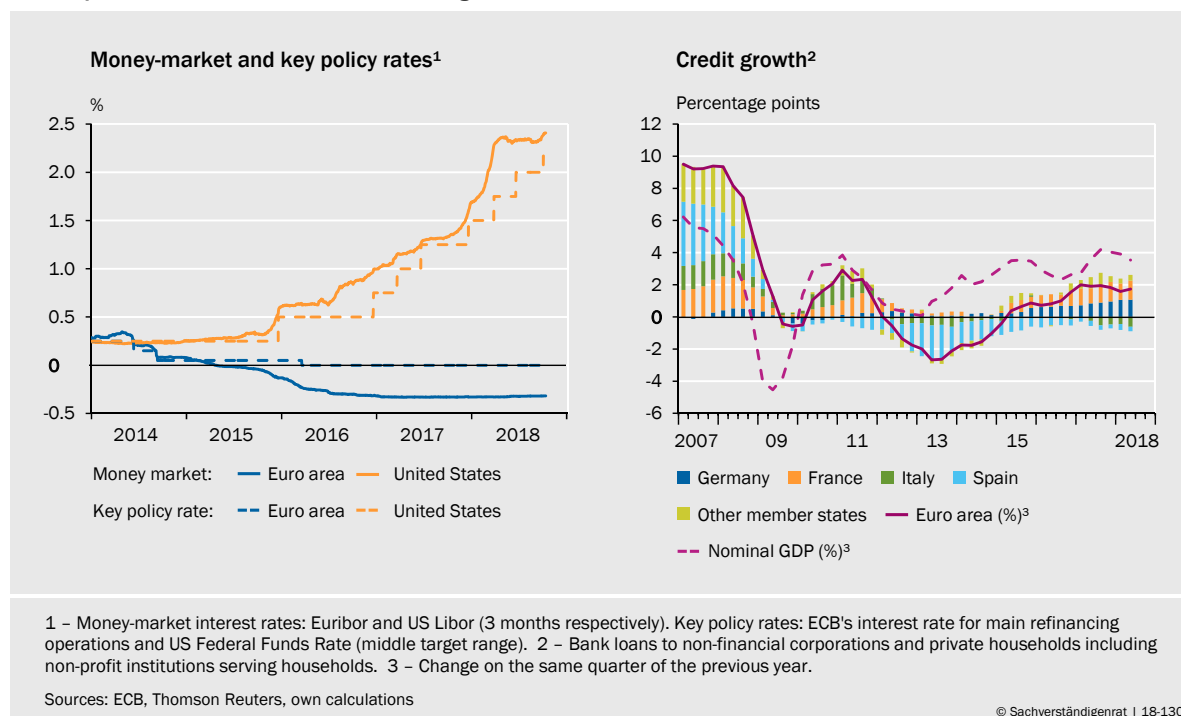 Money-market and key policy rates¹
%
2.5
2.0
1.5
1.0
0.5
0
-0.5
2014 2015 2016 2017 2018
Money market: Euro area United States
Key policy rate: Euro area United States
Credit growth²
Percentage points
12
10
8
6
4
2
0
-2
-4
-6
2007 09 11 13 15 2018
Germany France Italy Spain
Other member states Euro area (%)³
Nominal GDP (%)³
1 – Money-market interest rates: Euribor and US Libor (3 months respectively). Key policy rates: ECB's interest rate for main refinancing
operations and US Federal Funds Rate (middle target range). 2 – Bank loans to non-financial corporations and private households including
non-profit institutions serving households. 3 – Change on the same quarter of the previous year.
Sources: ECB, Thomson Reuters, own calculations
© Sachverständigenrat | 18-130